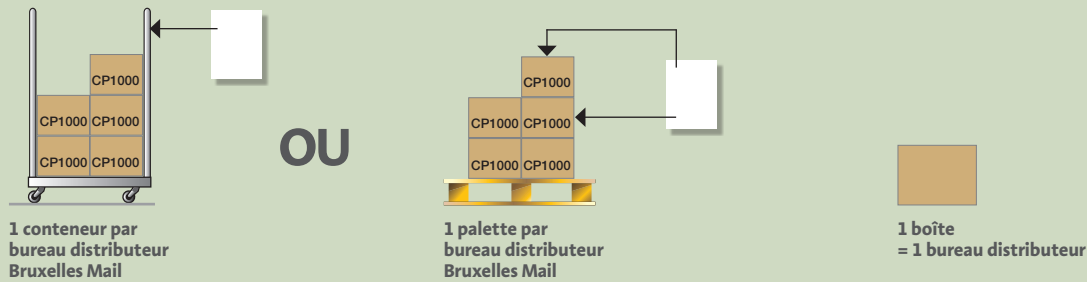 CP1000
CP1000 CP1000
CP1000 CP1000
1 conteneur par
bureau distributeur
Bruxelles Mail
OU
CP1000
CP1000 CP1000
CP1000 CP1000
1 palette par
bureau distributeur
Bruxelles Mail
1 boîte
= 1 bureau distributeur